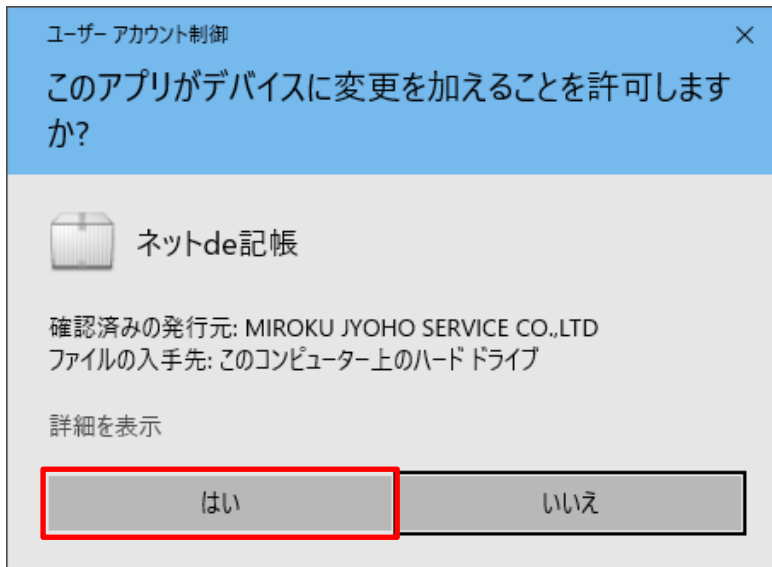 ユーザー アカウント制御
このアプリがデバイスに変更を加えることを許可します
か?
ネットde記帳
確認済みの発行元: MIROKU JYOHO SERVICE CO.,LTD
ファイルの入手先: このコンピューター上のハード ドライブ
詳細を表示
はい
いいえ